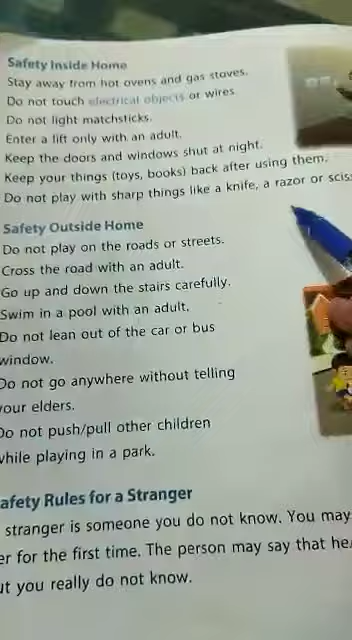 Safety Inside Home
Stay away from hot ovens and gas stoves.
Do not touch electrical objects or wires.
Do not light matchsticks.
Enter a lift only with an adult.
Keep the doors and windows shut at night.
Keep your things (toys, books) back after using them.
Do not play with sharp things like a knife, a razor or sciss
Safety Outside Home
Do not play on the roads or streets.
Cross the road with an adult.
Go up and down the stairs carefully.
Swim in a pool with an adult.
Do not lean out of the car or bus
window.
Do not go anywhere without telling
your elders.
Do not push/pull other children
while playing in a park.
afety Rules for a Stranger
stranger is someone you do not know. You may
er for the first time. The person may say that he
ut you really do not know.